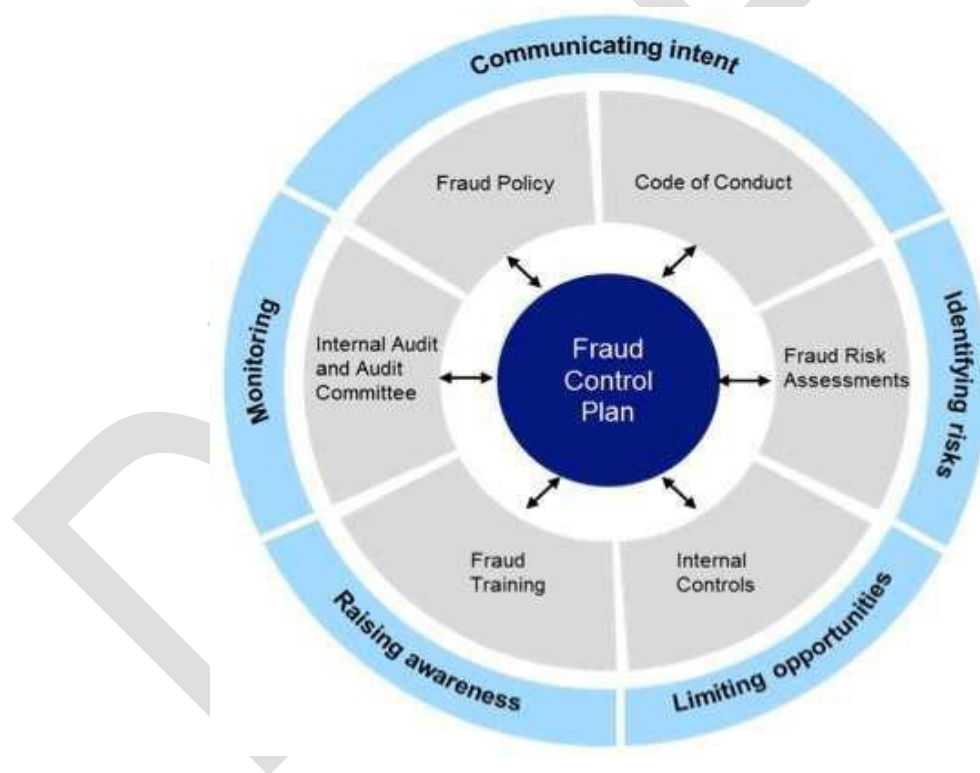 Communicating intent
Fraud Policy
Code of Conduct
Monitoring
Internal Audit
and Audit
Committee
Fraud
Control
Plan
Fraud Risk
Assessments
Identifying risks
Fraud
Training
Internal
Controls
Raising awareness
Limiting opportunities